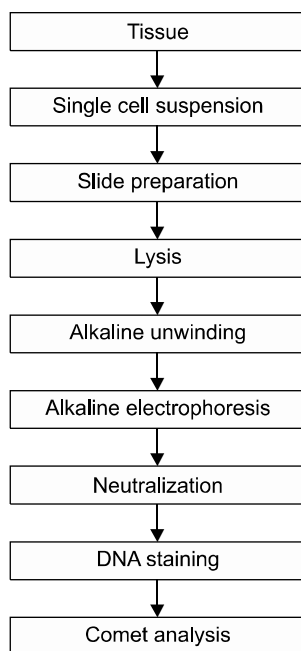 Tissue
Single cell suspension
Slide preparation
Lysis
Alkaline unwinding
Alkaline electrophoresis
Neutralization
DNA staining
Comet analysis